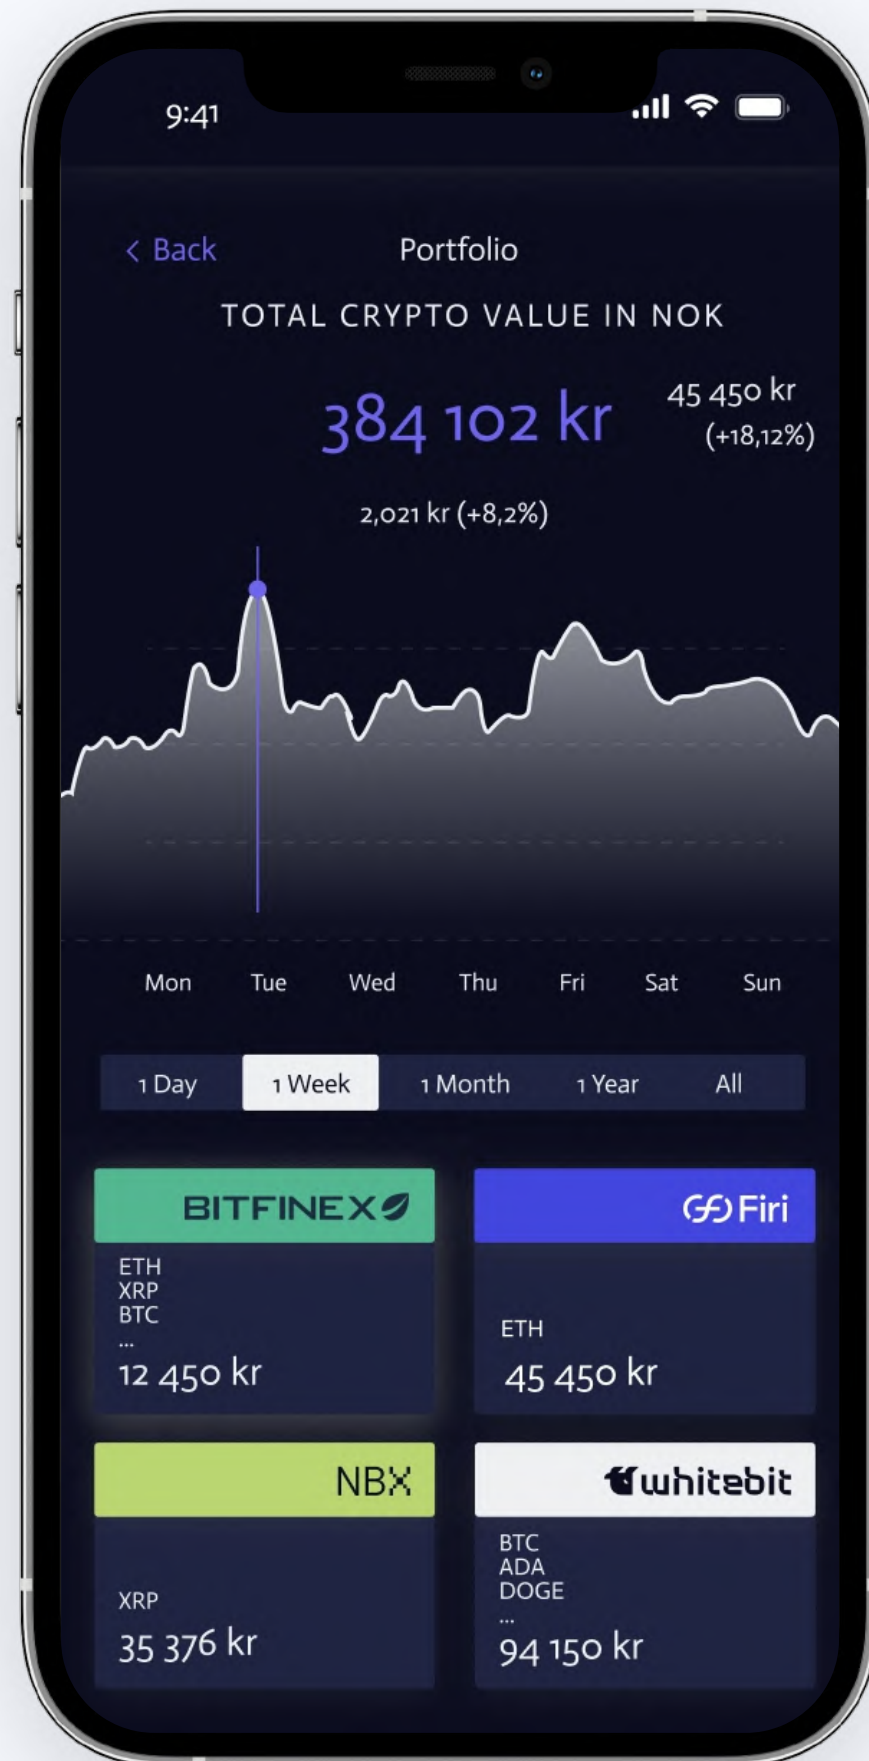 9:41
Back
Portfolio
TOTAL CRYPTO VALUE IN NOK
384 102 kr
45 450 kr
(+18,12%)
2,021 kr (+8,2%)
Mon Tue Wed Thu Fri Sat Sun
1 Day 1 Week 1 Month 1 Year All
BITFINEX
ETH
XRP
BTC
...
12 450 kr
Firi
ETH
45 450 kr
NBX
XRP
35 376 kr
whitebit
BTC
ADA
DOGE
...
94 150 kr